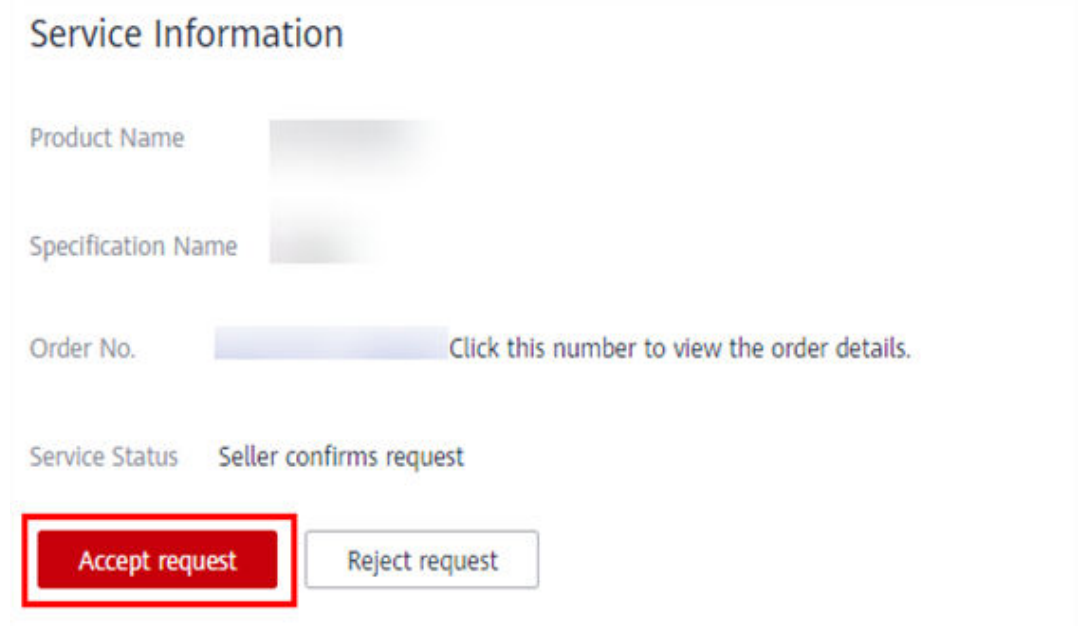 Service Information
Product Name
Specification Name
Order No. Click this number to view the order details.
Service Status Seller confirms request
Accept request Reject request